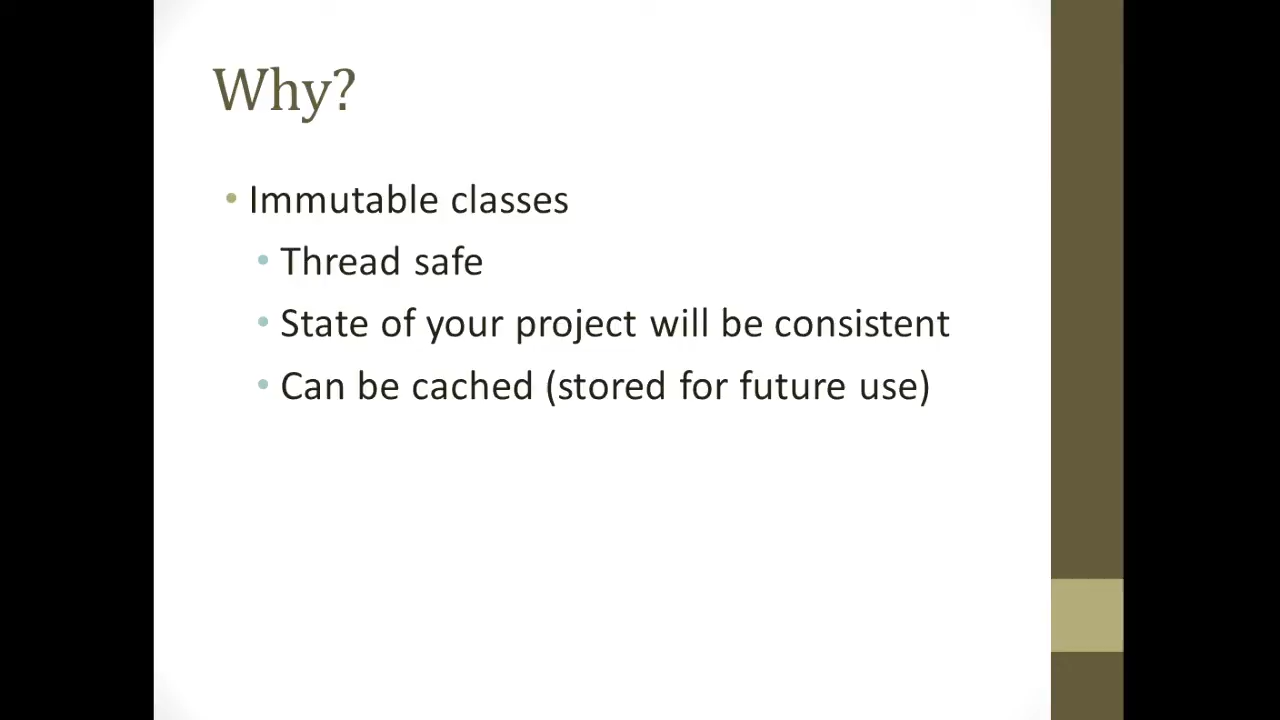 Why?
• Immutable classes
• Thread safe
• State of your project will be consistent
• Can be cached (stored for future use)